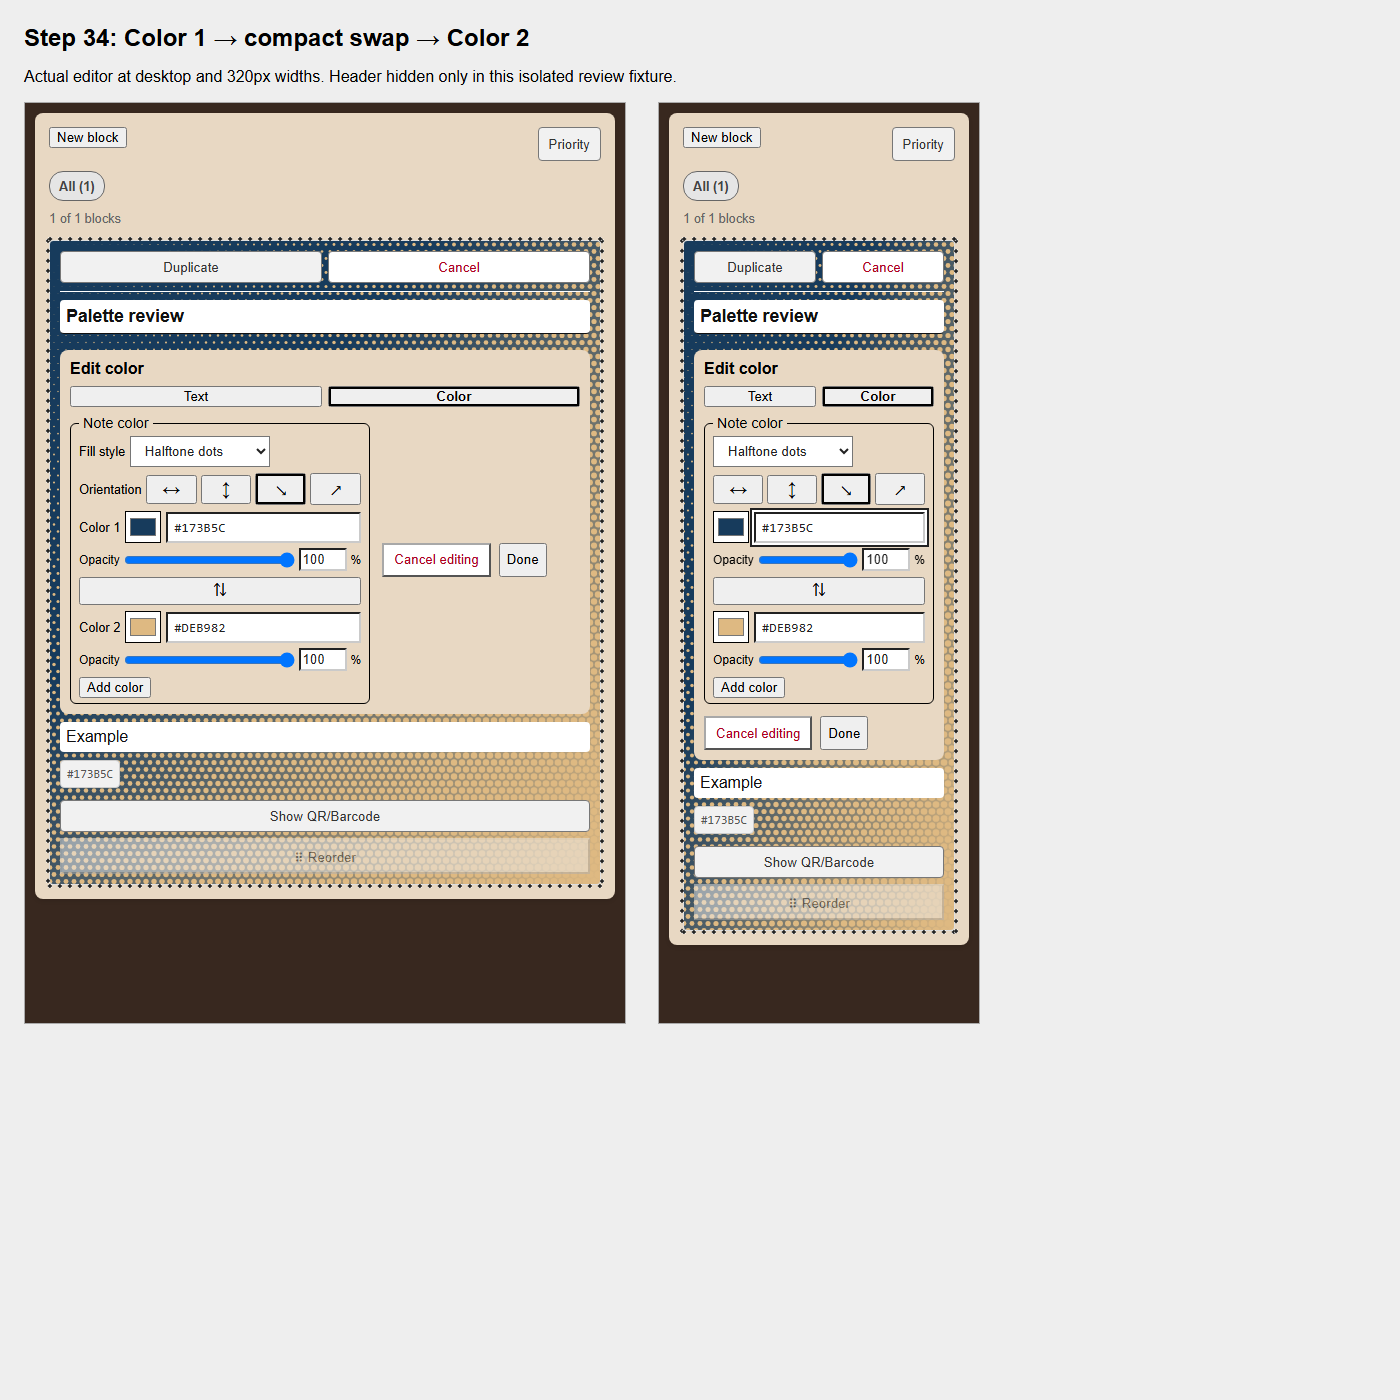 Step 34: Color 1 → compact swap → Color 2
Actual editor at desktop and 320px widths. Header hidden only in this isolated review fixture.
New block
Priority
All (1)
1 of 1 blocks
Duplicate
Cancel
Palette review
Edit color
Text
Color
Note color
Fill style
Halftone dots
Orientation ↔ ↕ ↘ ↗
Color 1
#173B5C
Opacity
100 %
⇅
Color 2
#DEB982
Opacity
100 %
Add color
Cancel editing
Done
Example
#173B5C
Show QR/Barcode
⠿ Reorder
New block
Priority
All (1)
1 of 1 blocks
Duplicate
Cancel
Palette review
Edit color
Text
Color
Note color
Halftone dots
↔ ↕ ↘ ↗
#173B5C
Opacity
100 %
⇅
#DEB982
Opacity
100 %
Add color
Cancel editing
Done
Example
#173B5C
Show QR/Barcode
⠿ Reorder